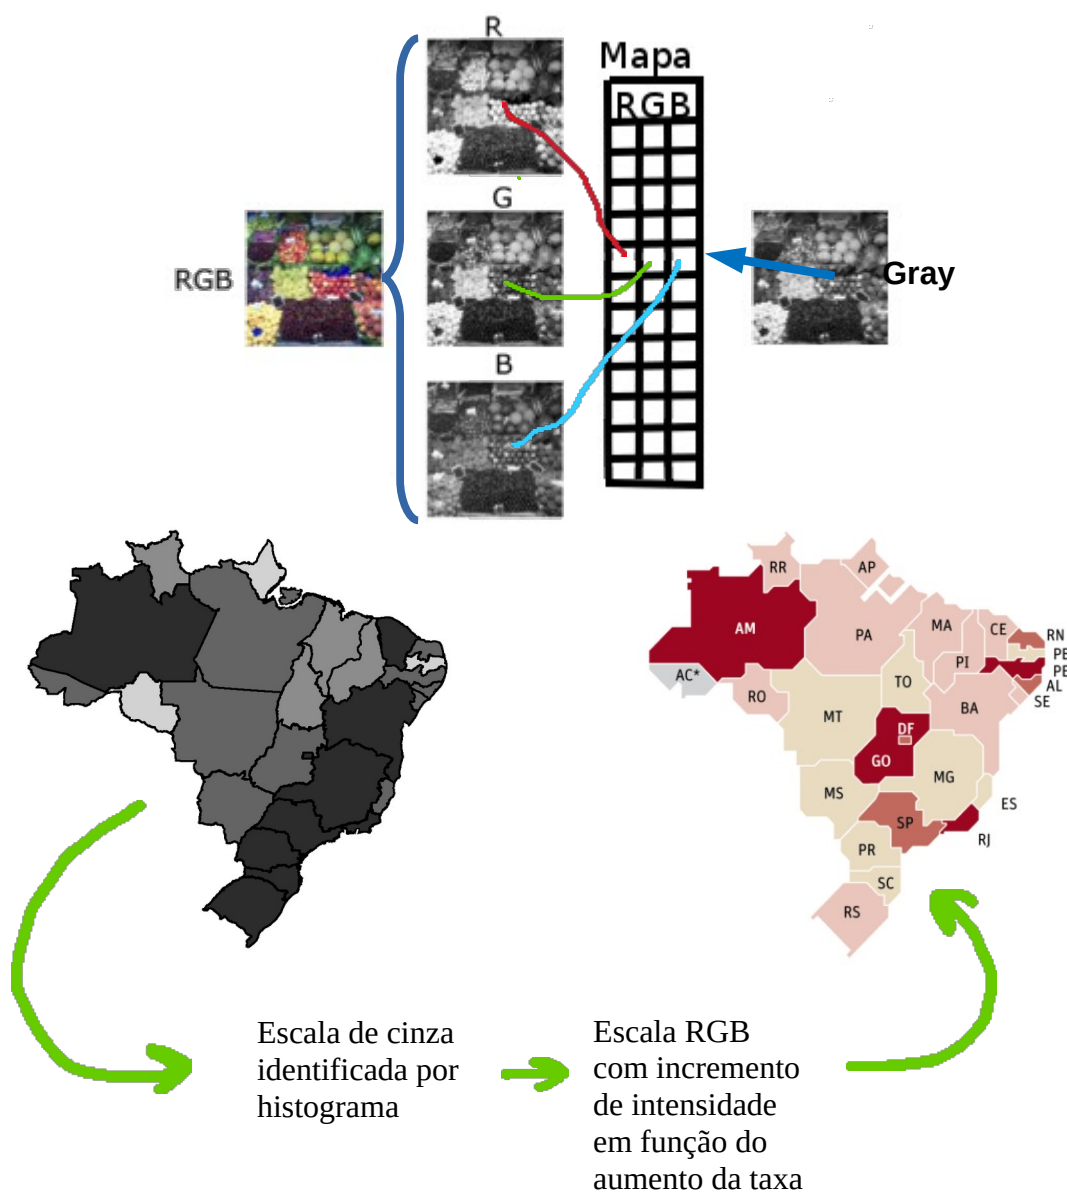 R
Mapa
RGB
G
RGB
Gray
B
RR
AP
AM
PA
MA
CE
RN
PE
PI
PE
AC*
TO
AL
RO
SE
MT
BA
DF
GO
MG
MS
ES
SP
RJ
PR
SC
RS
Escala de cinza
identificada por
histograma
Escala RGB
com incremento
de intensidade
em função do
aumento da taxa